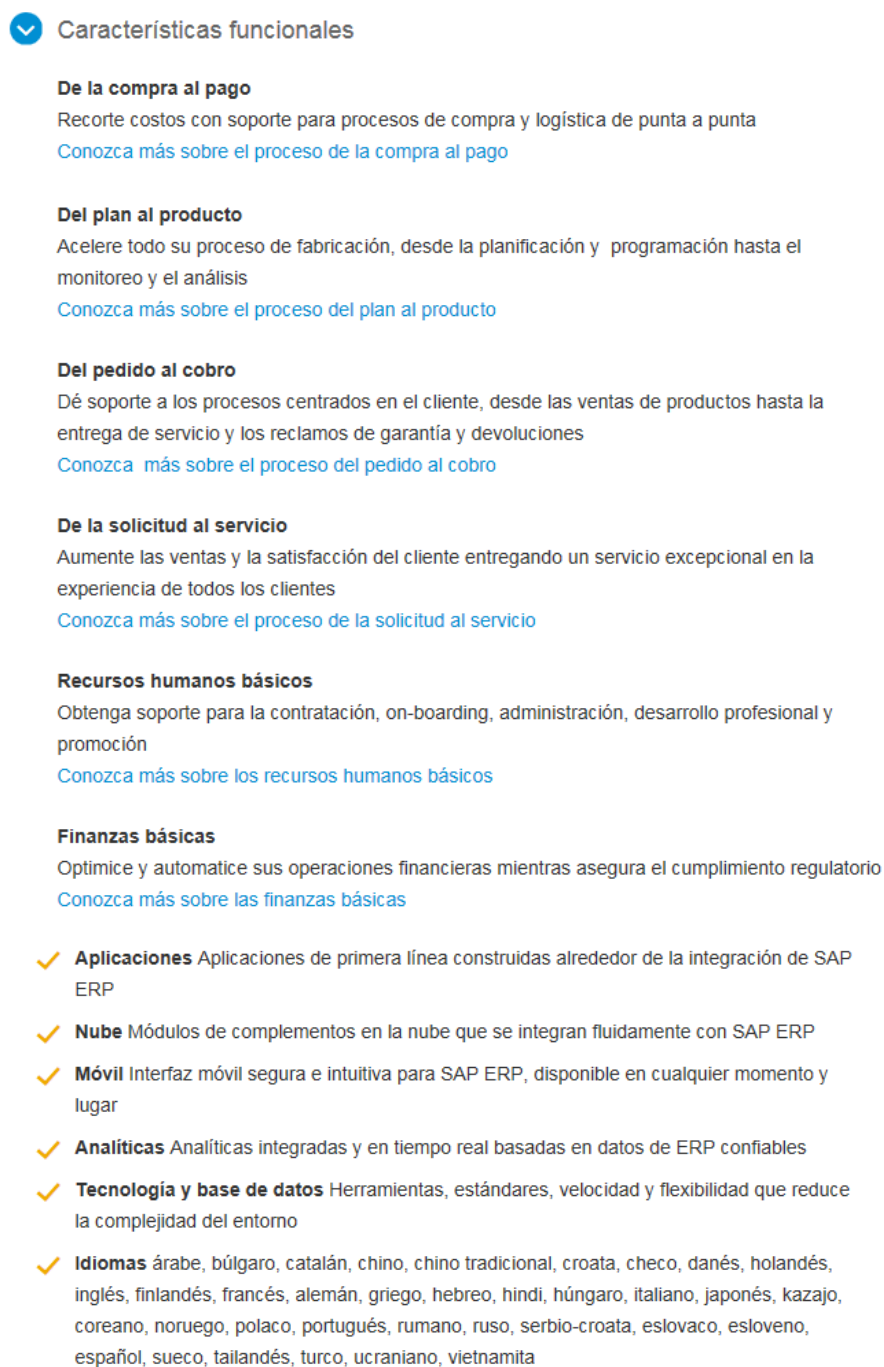 Características funcionales
De la compra al pago
Recorte costos con soporte para procesos de compra y logística de punta a punta
Conozca más sobre el proceso de la compra al pago
Del plan al producto
Acelere todo su proceso de fabricación, desde la planificación y  programación hasta el
monitoreo y el análisis
Conozca más sobre el proceso del plan al producto
Del pedido al cobro
Dé soporte a los procesos centrados en el cliente, desde las ventas de productos hasta la
entrega de servicio y los reclamos de garantía y devoluciones
Conozca  más sobre el proceso del pedido al cobro
De la solicitud al servicio
Aumente las ventas y la satisfacción del cliente entregando un servicio excepcional en la
experiencia de todos los clientes
Conozca más sobre el proceso de la solicitud al servicio
Recursos humanos básicos
Obtenga soporte para la contratación, on-boarding, administración, desarrollo profesional y
promoción
Conozca más sobre los recursos humanos básicos
Finanzas básicas
Optimice y automatice sus operaciones financieras mientras asegura el cumplimiento regulatorio
Conozca más sobre las finanzas básicas
Aplicaciones Aplicaciones de primera línea construidas alrededor de la integración de SAP
ERP
Nube Módulos de complementos en la nube que se integran fluidamente con SAP ERP
Móvil Interfaz móvil segura e intuitiva para SAP ERP, disponible en cualquier momento y
lugar
Analíticas Analíticas integradas y en tiempo real basadas en datos de ERP confiables
Tecnología y base de datos Herramientas, estándares, velocidad y flexibilidad que reduce
la complejidad del entorno
Idiomas árabe, búlgaro, catalán, chino, chino tradicional, croata, checo, danés, holandés,
inglés, finlandés, francés, alemán, griego, hebreo, hindi, húngaro, italiano, japonés, kazajo,
coreano, noruego, polaco, portugués, rumano, ruso, serbio-croata, eslovaco, esloveno,
español, sueco, tailandés, turco, ucraniano, vietnamita